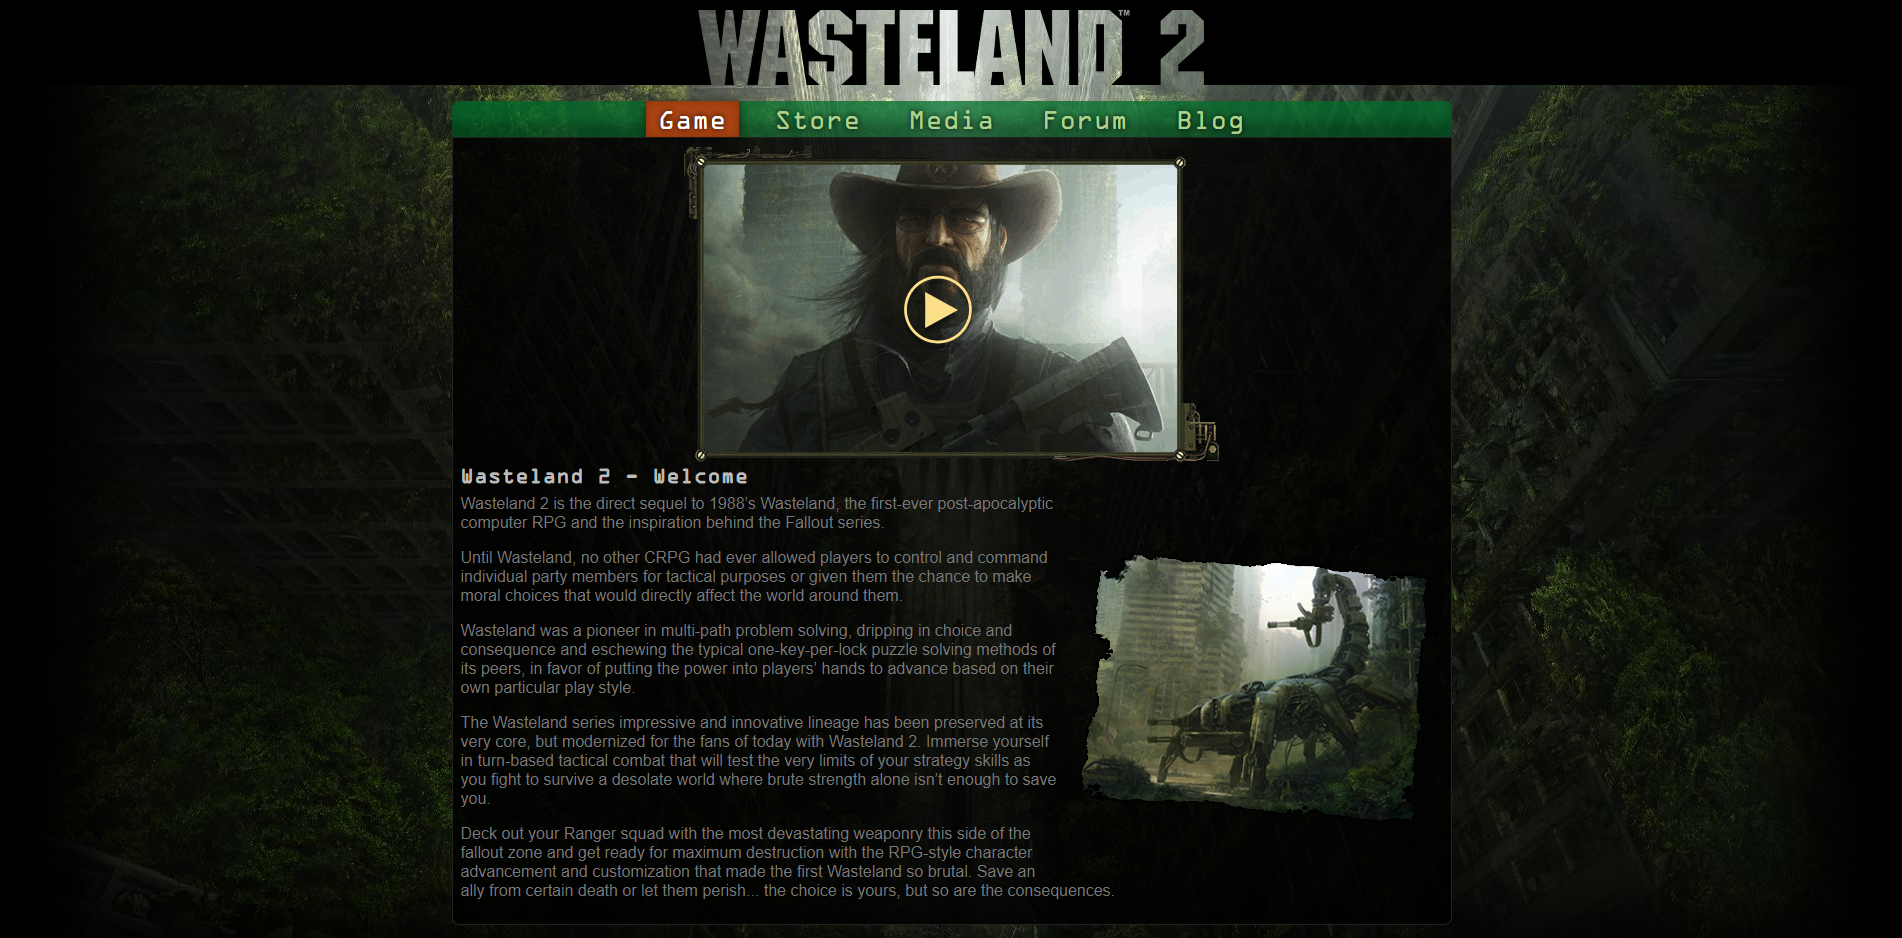 WASTELAND 2™
Game Store Media Forum Blog
Wasteland 2 - Welcome
Wasteland 2 is the direct sequel to 1988's Wasteland, the first-ever post-apocalyptic
computer RPG and the inspiration behind the Fallout series.
Until Wasteland, no other CRPG had ever allowed players to control and command
individual party members for tactical purposes or given them the chance to make
moral choices that would directly affect the world around them.
Wasteland was a pioneer in multi-path problem solving, dripping in choice and
consequence and eschewing the typical one-key-per-lock puzzle solving methods of
its peers, in favor of putting the power into players' hands to advance based on their
own particular play style.
The Wasteland series impressive and innovative lineage has been preserved at its
very core, but modernized for the fans of today with Wasteland 2. Immerse yourself
in turn-based tactical combat that will test the very limits of your strategy skills as
you fight to survive a desolate world where brute strength alone isn't enough to save
you.
Deck out your Ranger squad with the most devastating weaponry this side of the
fallout zone and get ready for maximum destruction with the RPG-style character
advancement and customization that made the first Wasteland so brutal. Save an
ally from certain death or let them perish... the choice is yours, but so are the consequences.